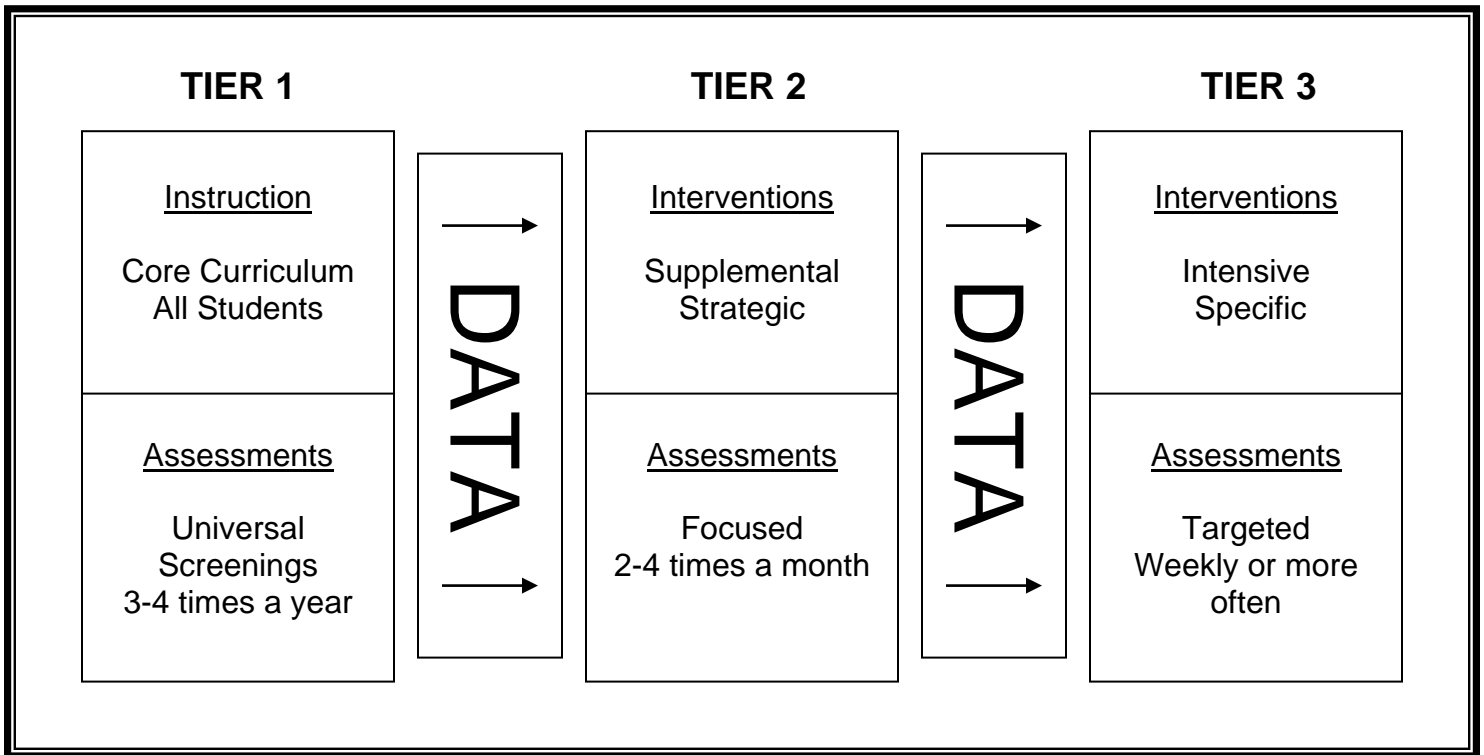 TIER 1
Instruction
Core Curriculum
All Students
Assessments
Universal
Screenings
3-4 times a year
DATA
TIER 2
Interventions
Supplemental
Strategic
Assessments
Focused
2-4 times a month
DATA
TIER 3
Interventions
Intensive
Specific
Assessments
Targeted
Weekly or more
often